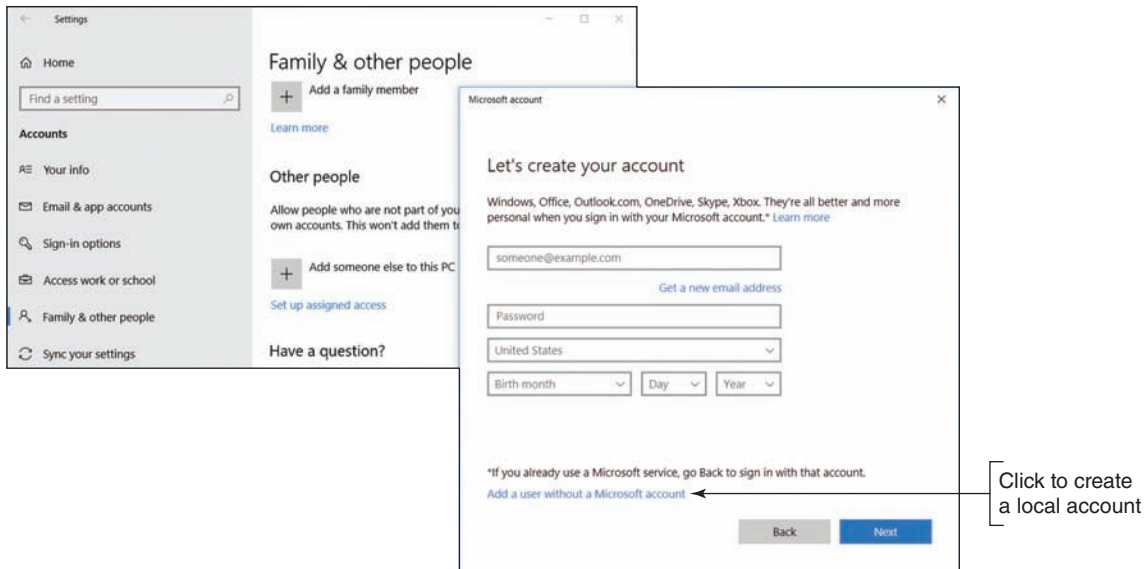 Settings
Home
Find a setting
Accounts
Your info
Email & app accounts
Sign-in options
Access work or school
Family & other people
Sync your settings
Family & other people
Add a family member
Learn more
Other people
Allow people who are not part of you
own accounts. This won't add them t
Add someone else to this PC
Set up assigned access
Have a question?
Microsoft account
Let's create your account
Windows, Office, Outlook.com, OneDrive, Skype, Xbox. They're all better and more
personal when you sign in with your Microsoft account.* Learn more
someone@example.com
Get a new email address
Password
United States
Birth month Day Year
*If you already use a Microsoft service, go Back to sign in with that account.
Add a user without a Microsoft account
Back Next
Click to create
a local account